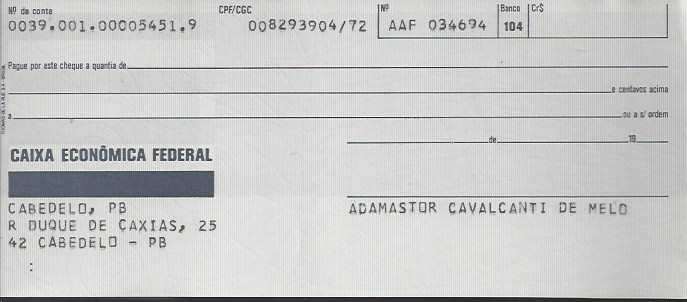 Nº da conta CPF/CGC Nº Banco Cr$
0039.001.00005451.9 008293904/72 AAF 034694 104
Pague por este cheque a quantia de
e centavos acima
a ou a s/ ordem
de 19
CAIXA ECONÔMICA FEDERAL
CABEDELO, PB ADAMASTOR CAVALCANTI DE MELO
R DUQUE DE CAXIAS, 25
42 CABEDELO - PB
: